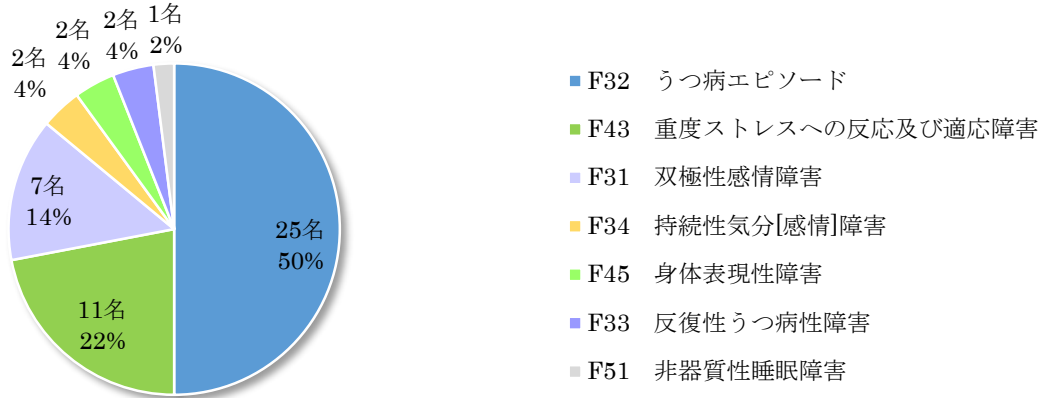 2名
4%
2名
4%
2名
4%
1名
2%
7名
14%
11名
22%
25名
50%
F32 うつ病エピソード
F43 重度ストレスへの反応及び適応障害
F31 双極性感情障害
F34 持続性気分[感情]障害
F45 身体表現性障害
F33 反復性うつ病性障害
F51 非器質性睡眠障害